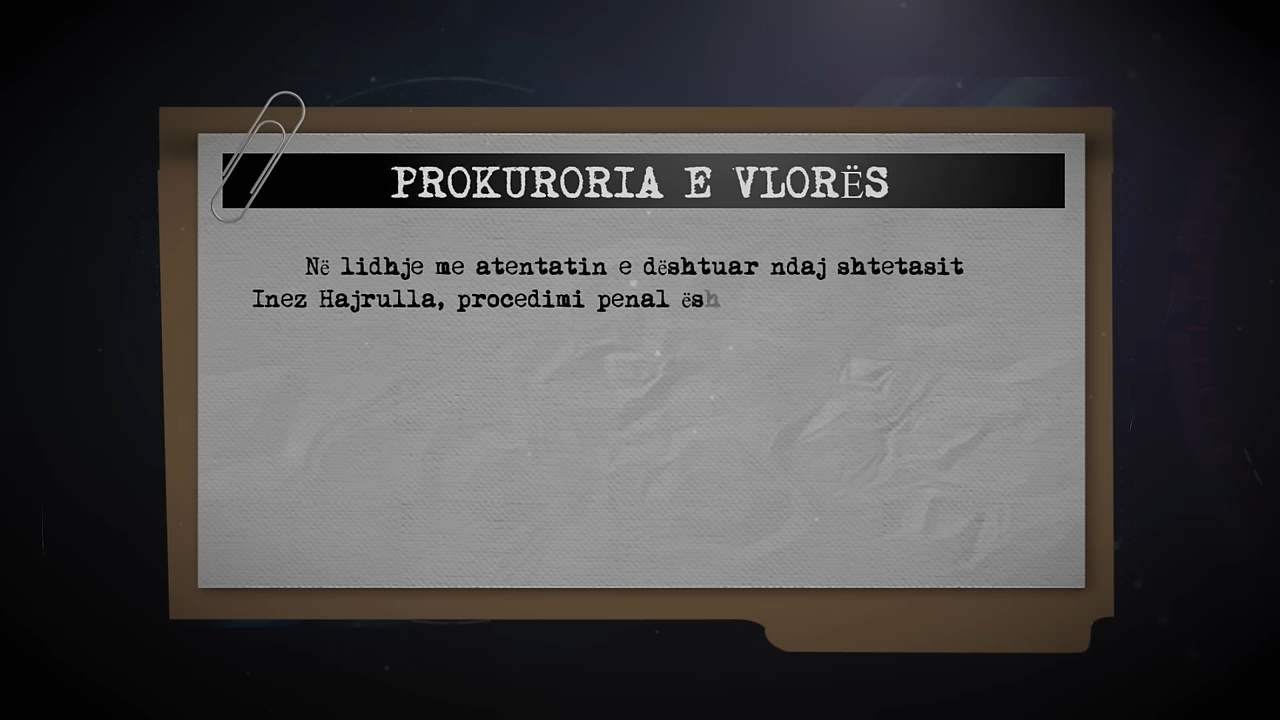 PROKURORIA E VLORËS
Në lidhje me atentatin e dështuar ndaj shtetasit
Inez Hajrulla, procedimi penal ësh